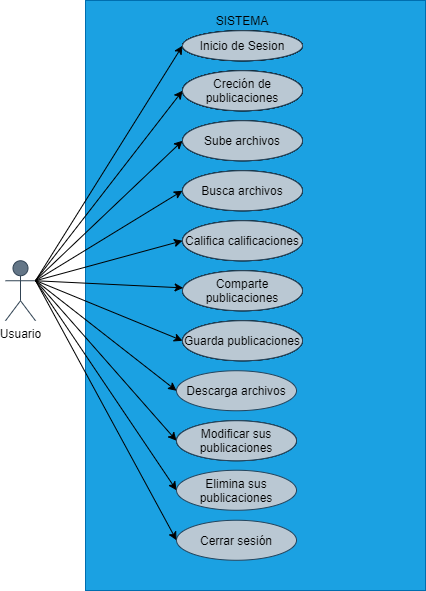 SISTEMA
Inicio de Sesion
Creción de
publicaciones
Sube archivos
Busca archivos
Califica calificaciones
Comparte
publicaciones
Usuario
Guarda publicaciones
Descarga archivos
Modificar sus
publicaciones
Elimina sus
publicaciones
Cerrar sesión